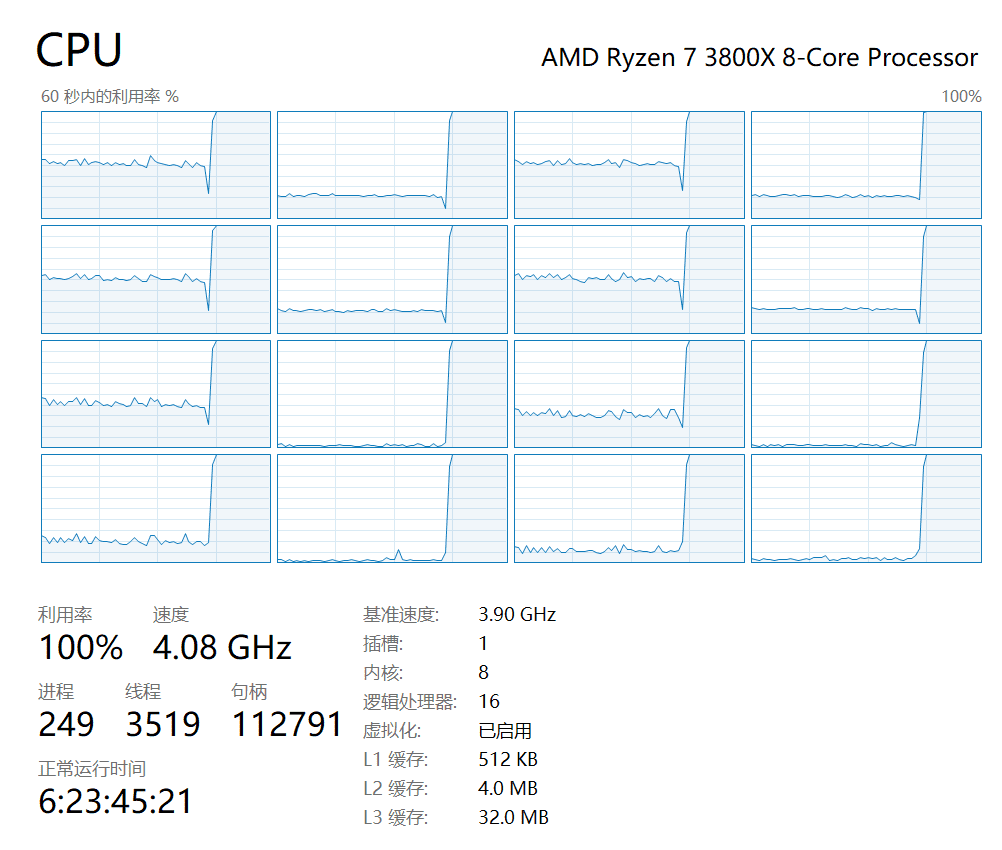 CPU
AMD Ryzen 7 3800X 8-Core Processor
60 秒内的利用率 %
100%
利用率 速度
100% 4.08 GHz
进程 线程 句柄
249 3519 112791
正常运行时间
6:23:45:21
基准速度: 3.90 GHz
插槽: 1
内核: 8
逻辑处理器: 16
虚拟化: 已启用
L1 缓存: 512 KB
L2 缓存: 4.0 MB
L3 缓存: 32.0 MB